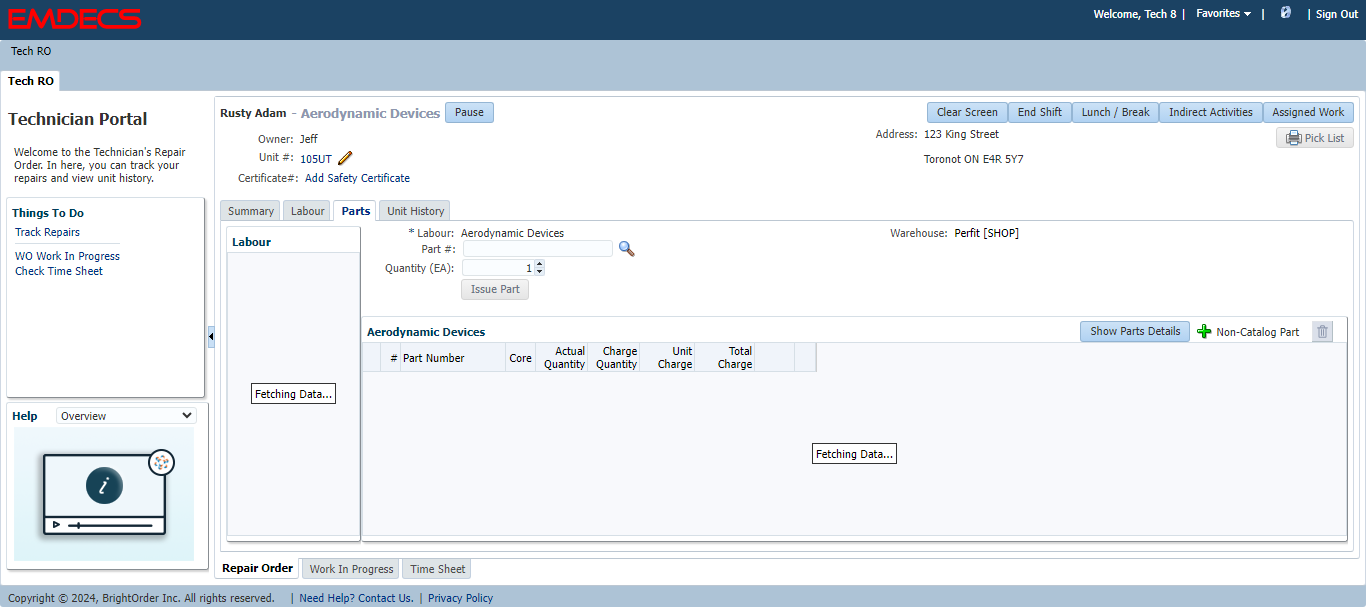 EMDECS
Welcome, Tech 8 | Favorites | | Sign Out
Tech RO
Tech RO
Technician Portal
Welcome to the Technician's Repair
Order. In here, you can track your
repairs and view unit history.
Things To Do
Track Repairs
WO Work In Progress
Check Time Sheet
Help Overview
i
Rusty Adam - Aerodynamic Devices Pause
Clear Screen End Shift Lunch / Break Indirect Activities Assigned Work
Owner: Jeff
Unit #: 105UT
Certificate#: Add Safety Certificate
Address: 123 King Street
Toronot ON E4R 5Y7
Pick List
Summary Labour Parts Unit History
Labour
Fetching Data...
* Labour: Aerodynamic Devices
Part #:
Quantity (EA): 1
Issue Part
Warehouse: Perfit [SHOP]
Aerodynamic Devices Show Parts Details Non-Catalog Part
# Part Number Core Actual Quantity Charge Quantity Unit Charge Total Charge
Fetching Data...
Repair Order Work In Progress Time Sheet
Copyright © 2024, BrightOrder Inc. All rights reserved. | Need Help? Contact Us. | Privacy Policy